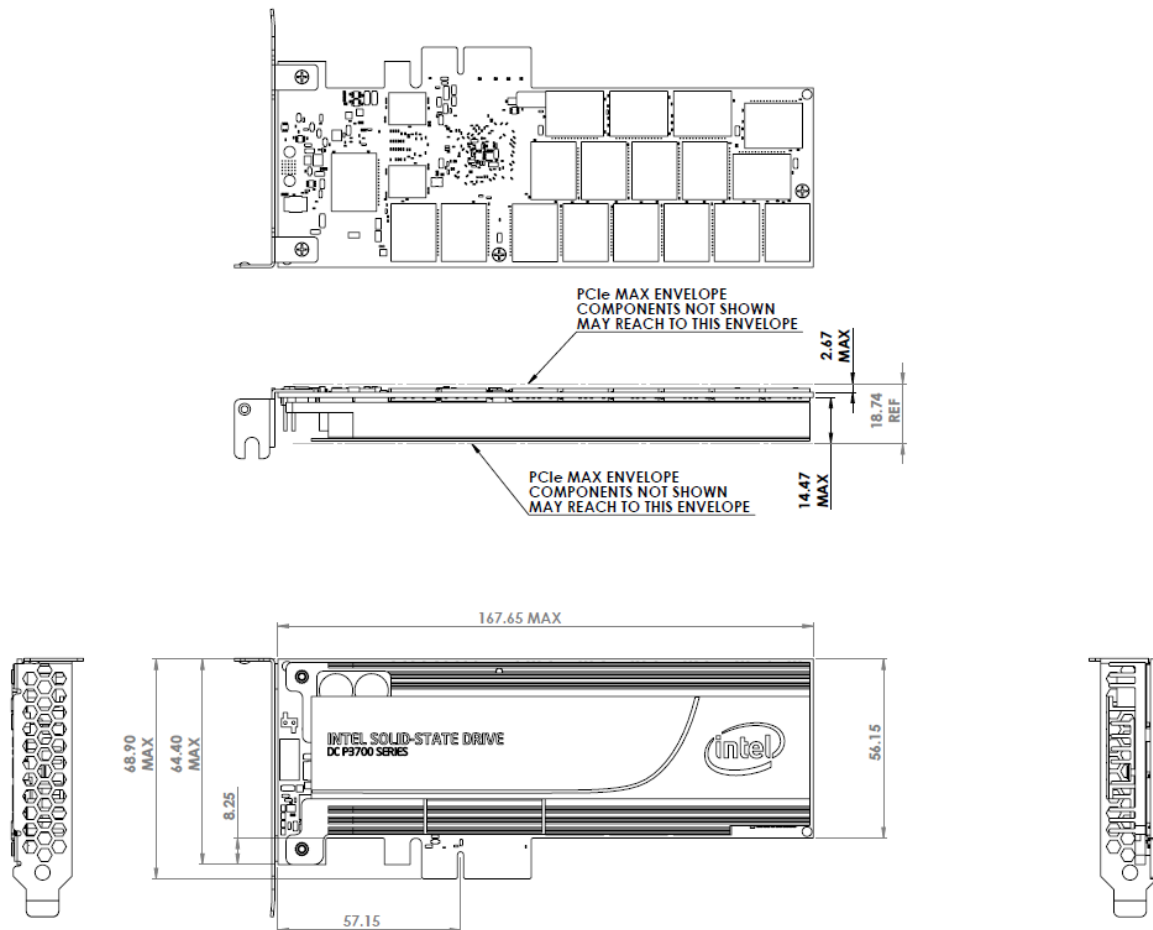 PCIe MAX ENVELOPE
COMPONENTS NOT SHOWN
MAY REACH TO THIS ENVELOPE
2.67
MAX
18.74
REF
PCIe MAX ENVELOPE
COMPONENTS NOT SHOWN
MAY REACH TO THIS ENVELOPE
14.47
MAX
167.65 MAX
68.90
MAX
64.40
MAX
8.25
INTEL SOLID-STATE DRIVE
DC P3700 SERIES
intel
56.15
57.15